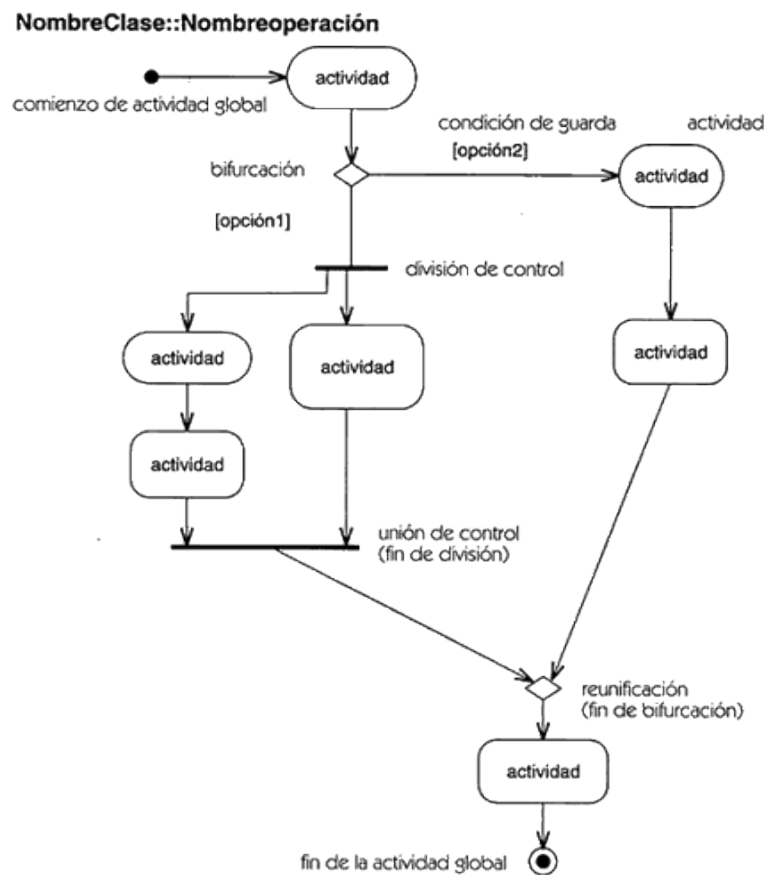 NombreClase::Nombreoperación
actividad
comienzo de actividad global
condición de guarda
actividad
bifurcación
[opción2]
actividad
[opción1]
división de control
actividad
actividad
actividad
actividad
unión de control
(fin de división)
reunificación
(fin de bifurcación)
actividad
fin de la actividad global